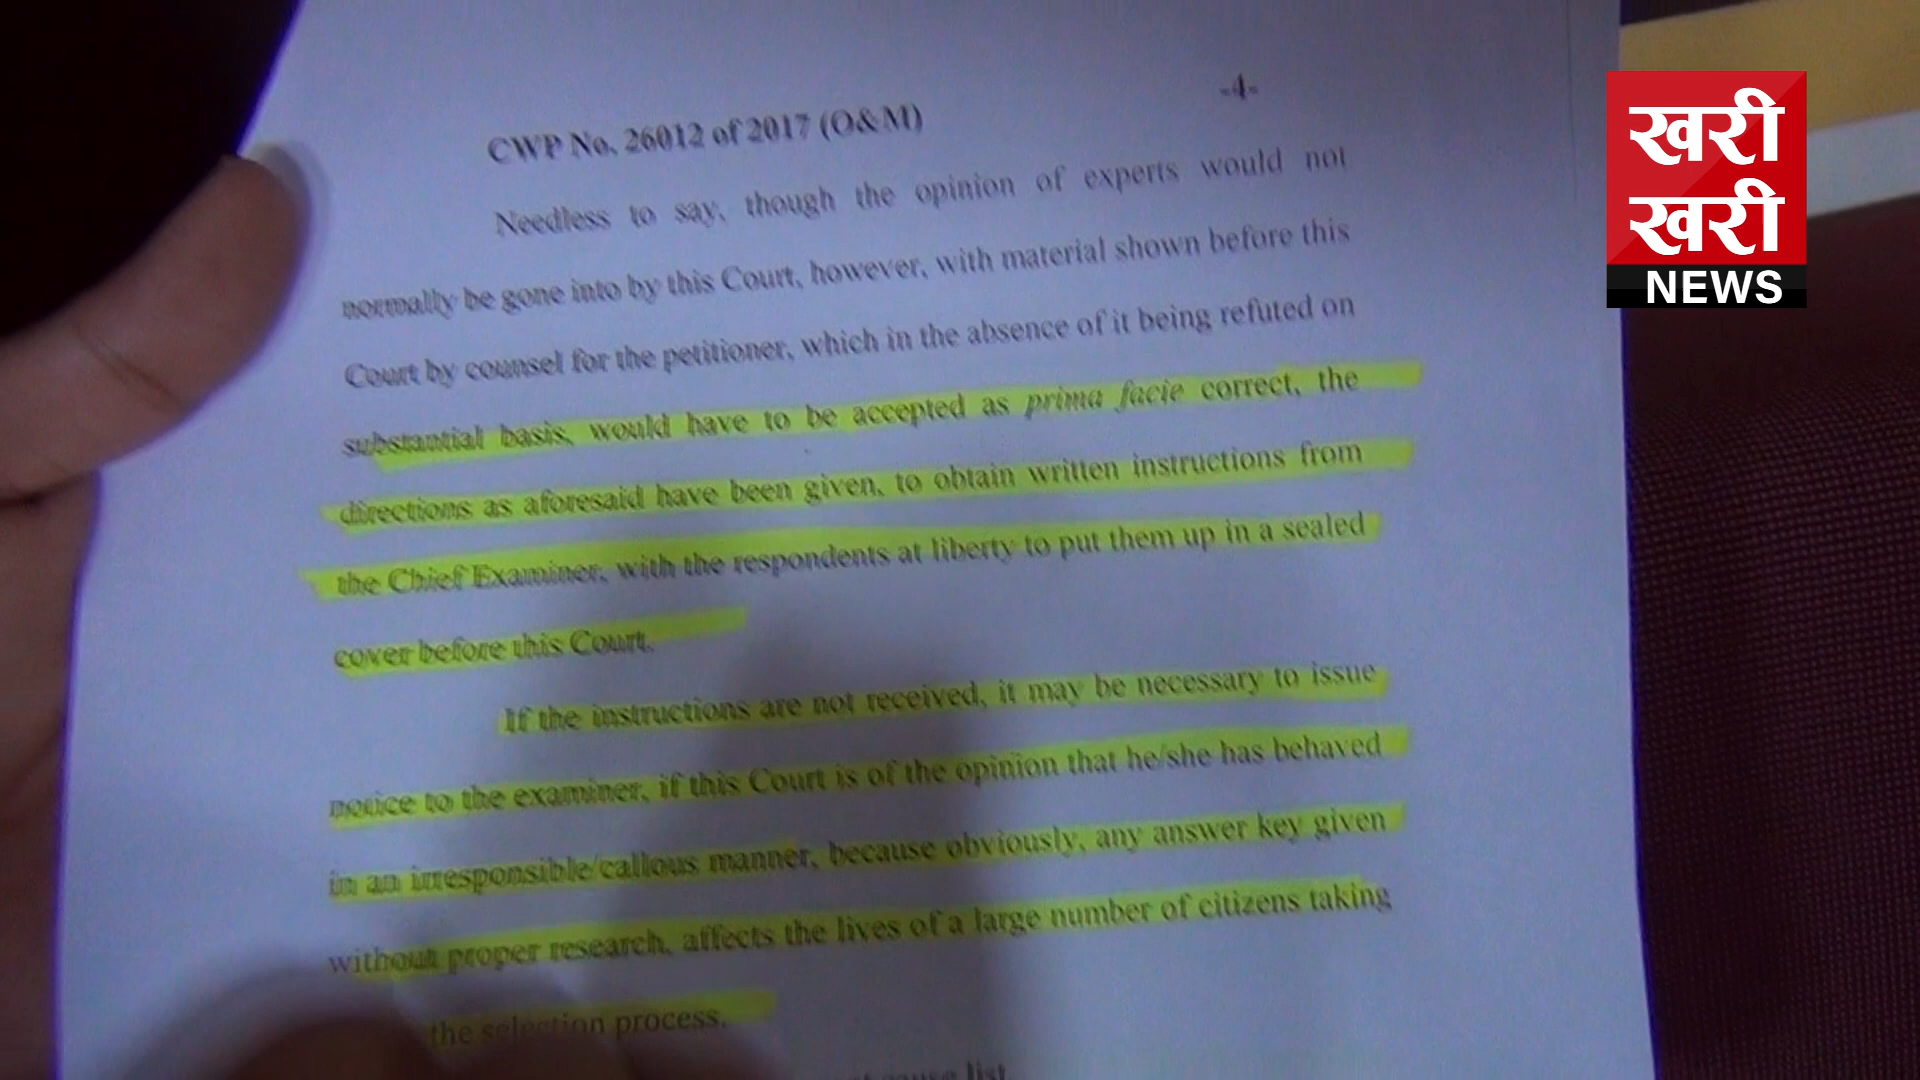 -4-
CWP No. 26012 of 2017 (O&M)
Needless to say, though the opinion of experts would not
normally be gone into by this Court, however, with material shown before this
Court by counsel for the petitioner, which in the absence of it being refuted on
substantial basis, would have to be accepted as prima facie correct, the
directions as aforesaid have been given, to obtain written instructions from
the Chief Examiner, with the respondents at liberty to put them up in a sealed
cover before this Court.
If the instructions are not received, it may be necessary to issue
notice to the examiner, if this Court is of the opinion that he/she has behaved
in an irresponsible/callous manner, because obviously, any answer key given
without proper research, affects the lives of a large number of citizens taking
the selection process.
cause list.
खरी
खरी
NEWS